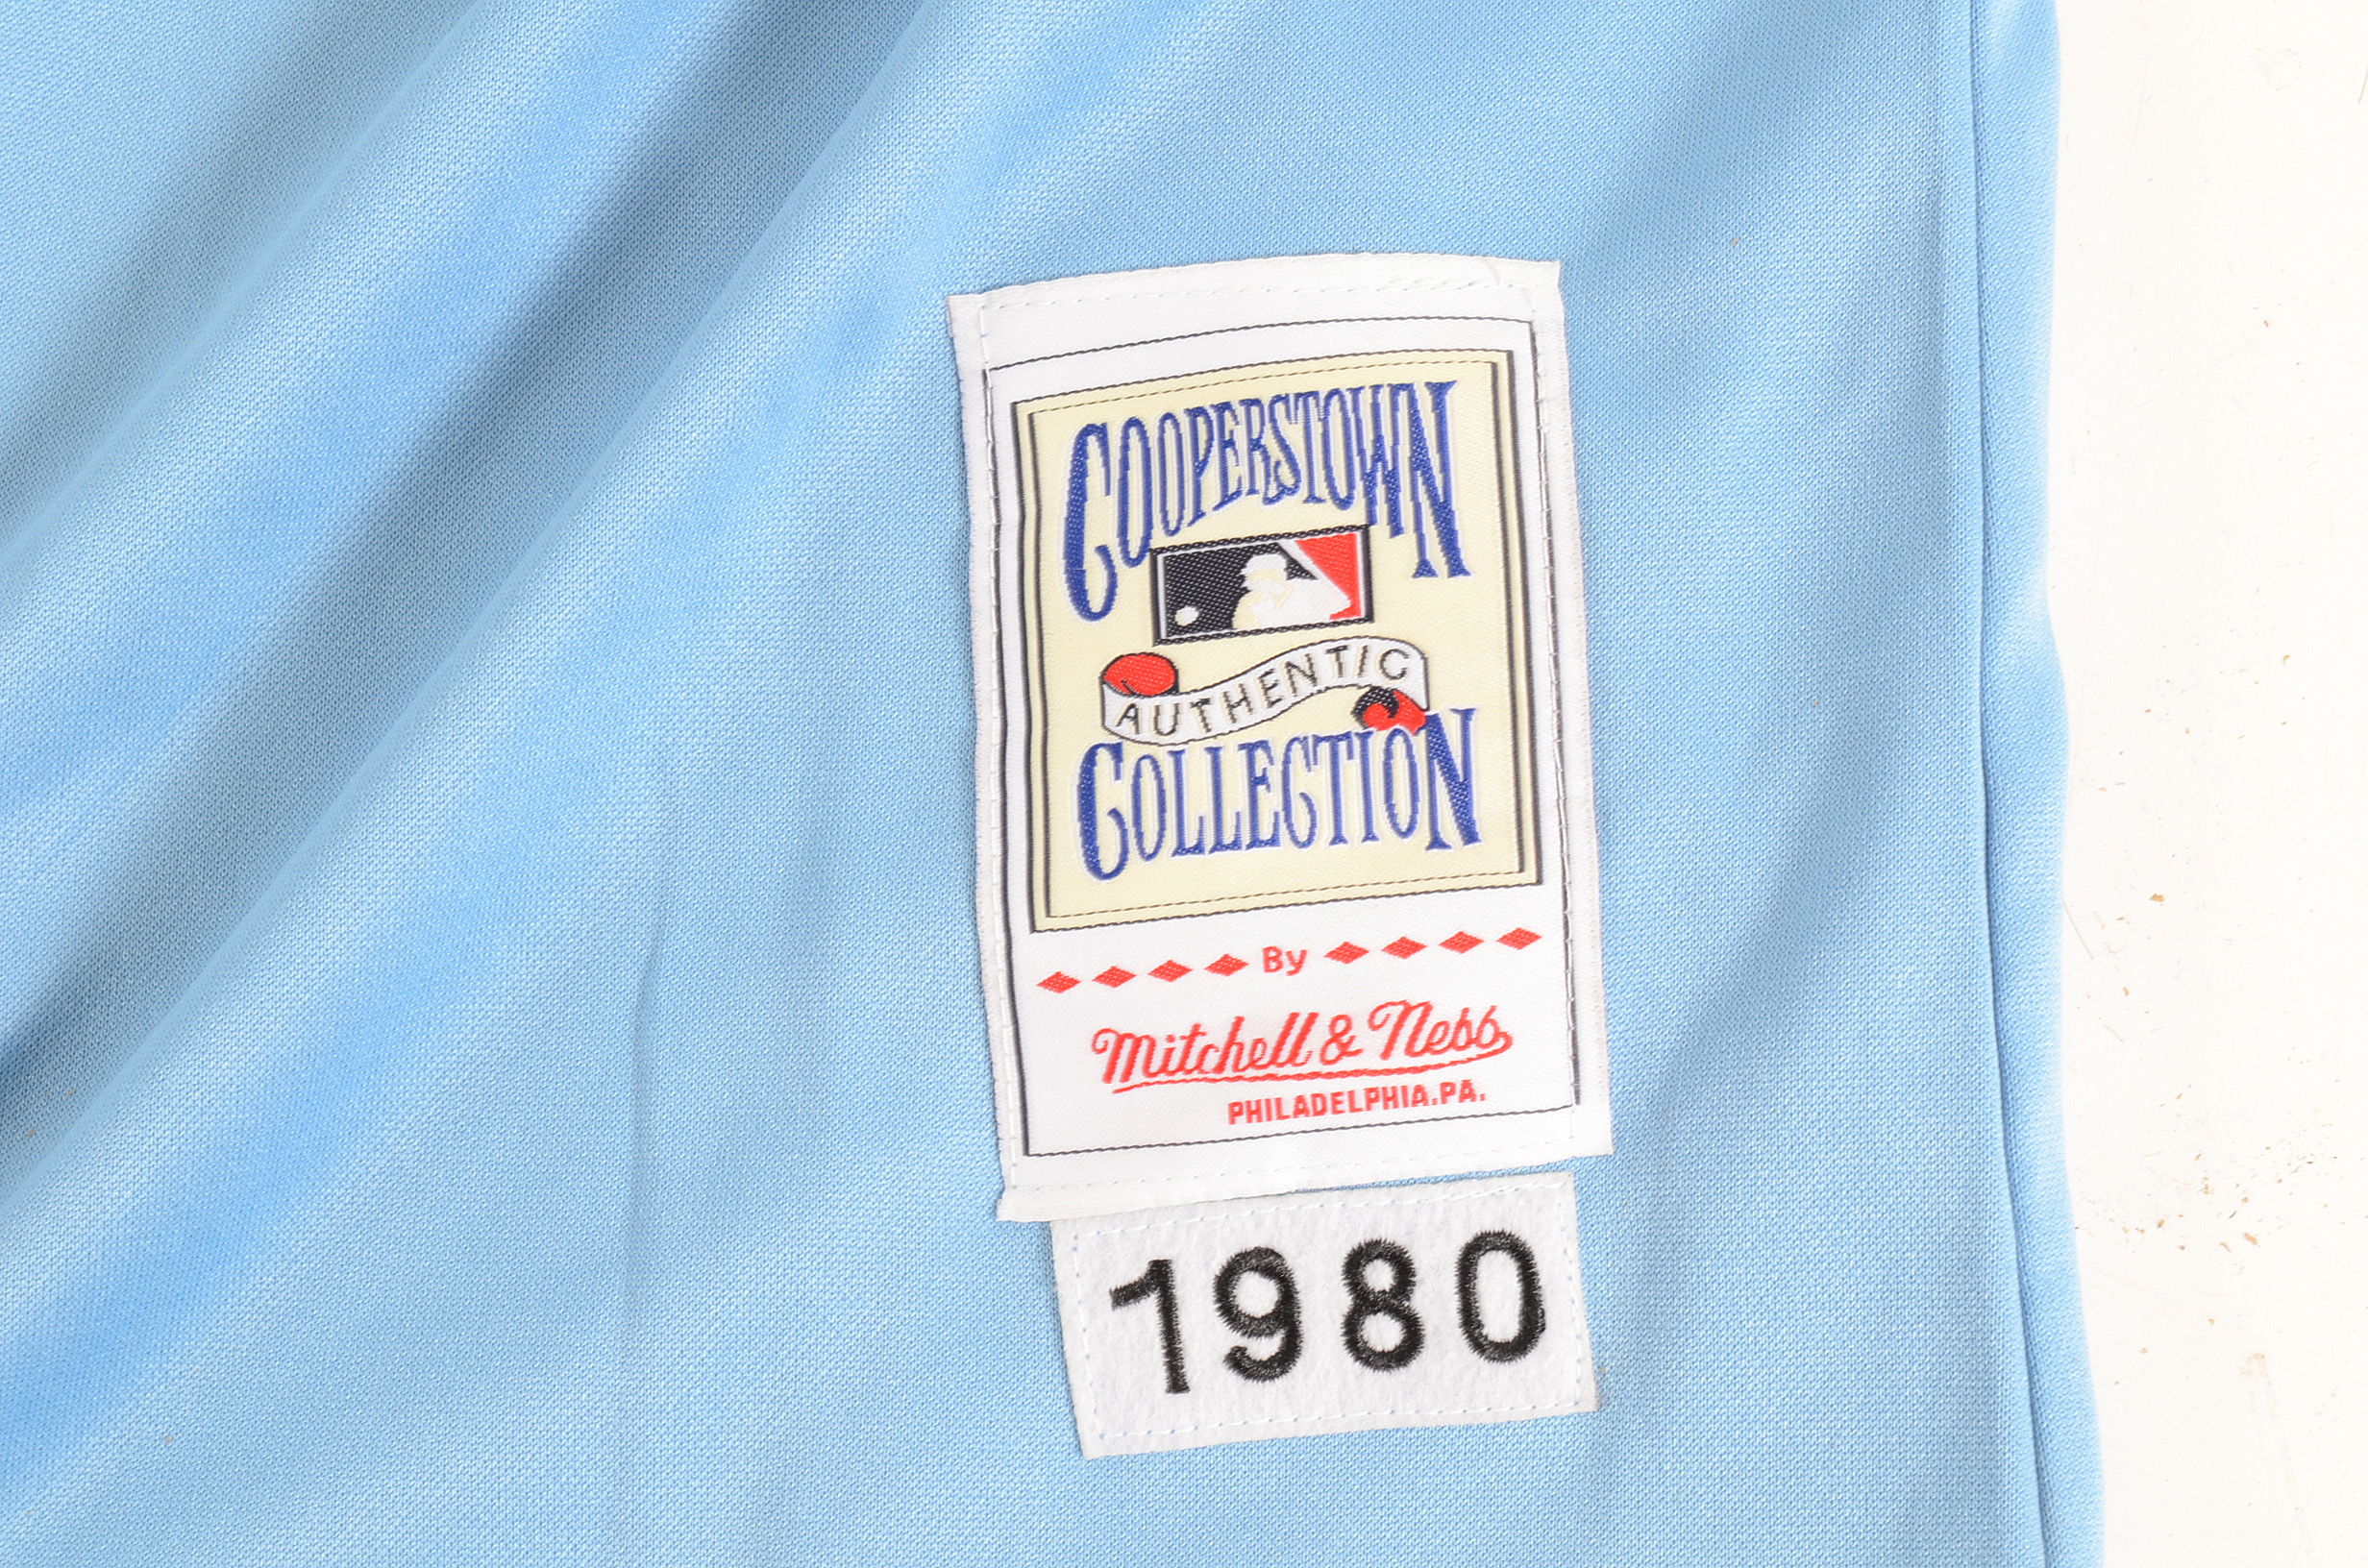 COOPERSTOWN
AUTHENTIC
COLLECTION
By
Mitchell & Ness
PHILADELPHIA.PA.
1980